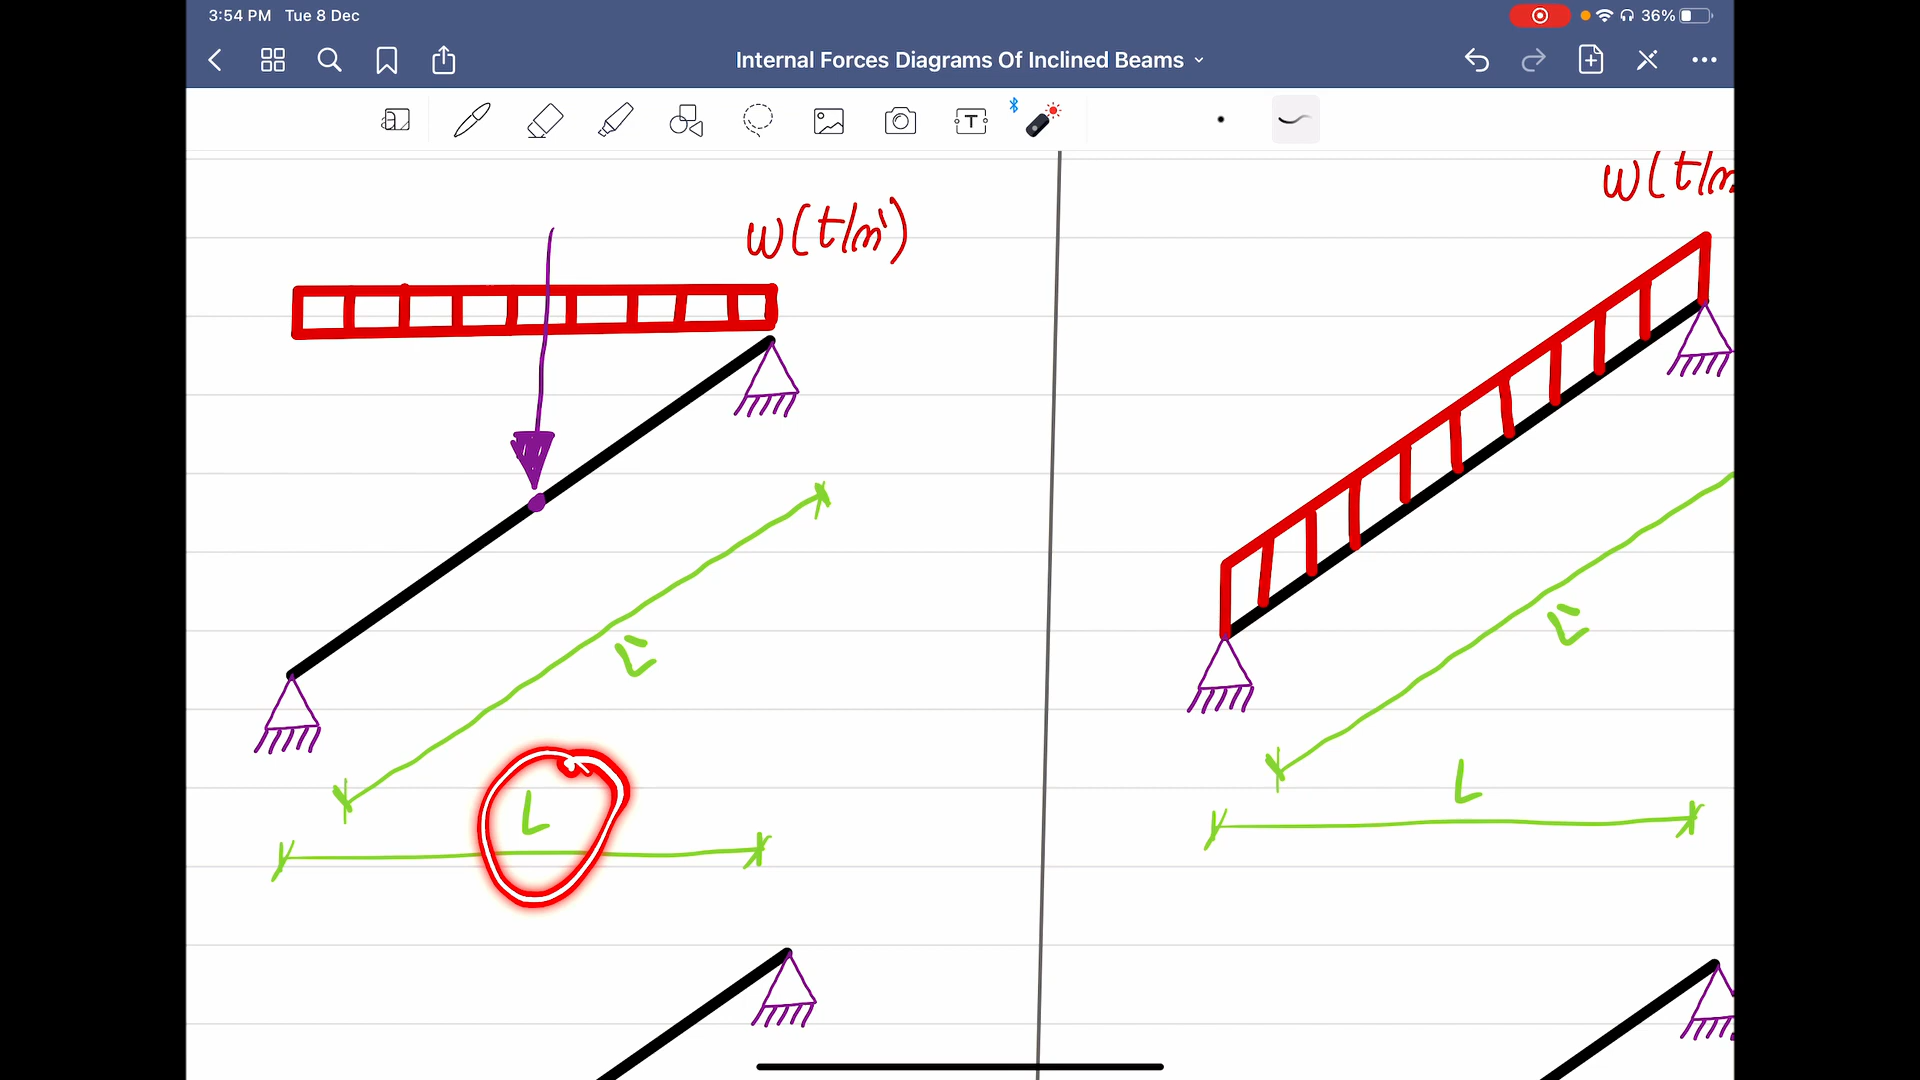 3:54 PM Tue 8 Dec
36%
Internal Forces Diagrams Of Inclined Beams
T
w(t/m')
w(t/m
L'
L
L'
L